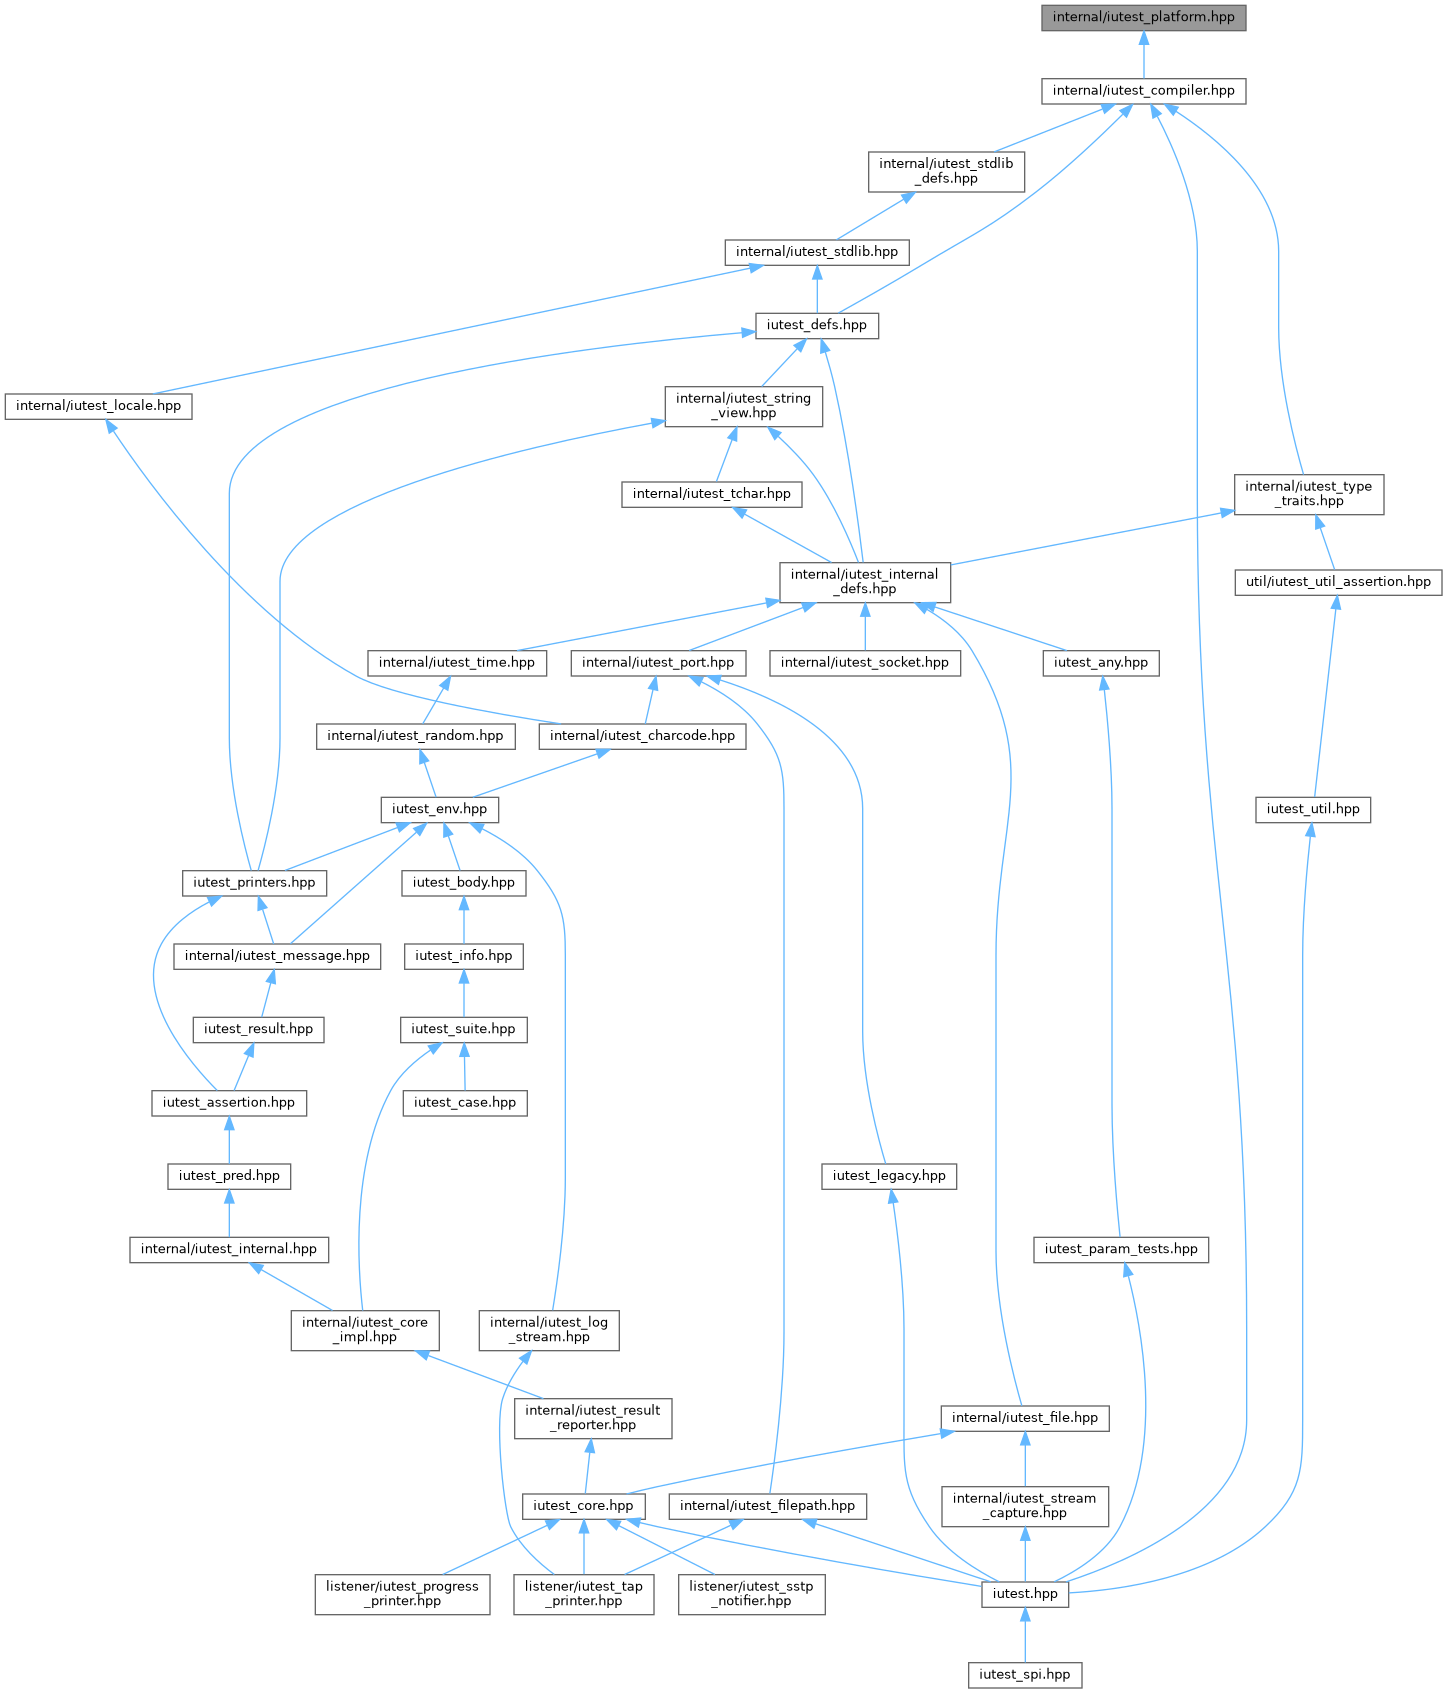 internal/iutest_platform.hpp
internal/iutest_compiler.hpp
internal/iutest_stdlib
_defs.hpp
internal/iutest_stdlib.hpp
iutest_defs.hpp
internal/iutest_locale.hpp
internal/iutest_string
_view.hpp
internal/iutest_tchar.hpp
internal/iutest_type
_traits.hpp
internal/iutest_internal
_defs.hpp
util/iutest_util_assertion.hpp
internal/iutest_time.hpp
internal/iutest_port.hpp
internal/iutest_socket.hpp
iutest_any.hpp
internal/iutest_random.hpp
internal/iutest_charcode.hpp
iutest_env.hpp
iutest_util.hpp
iutest_printers.hpp
iutest_body.hpp
internal/iutest_message.hpp
iutest_info.hpp
iutest_result.hpp
iutest_suite.hpp
iutest_assertion.hpp
iutest_case.hpp
iutest_pred.hpp
iutest_legacy.hpp
internal/iutest_internal.hpp
iutest_param_tests.hpp
internal/iutest_core
_impl.hpp
internal/iutest_log
_stream.hpp
internal/iutest_result
_reporter.hpp
internal/iutest_file.hpp
iutest_core.hpp
internal/iutest_filepath.hpp
internal/iutest_stream
_capture.hpp
listener/iutest_progress
_printer.hpp
listener/iutest_tap
_printer.hpp
listener/iutest_sstp
_notifier.hpp
iutest.hpp
iutest_spi.hpp